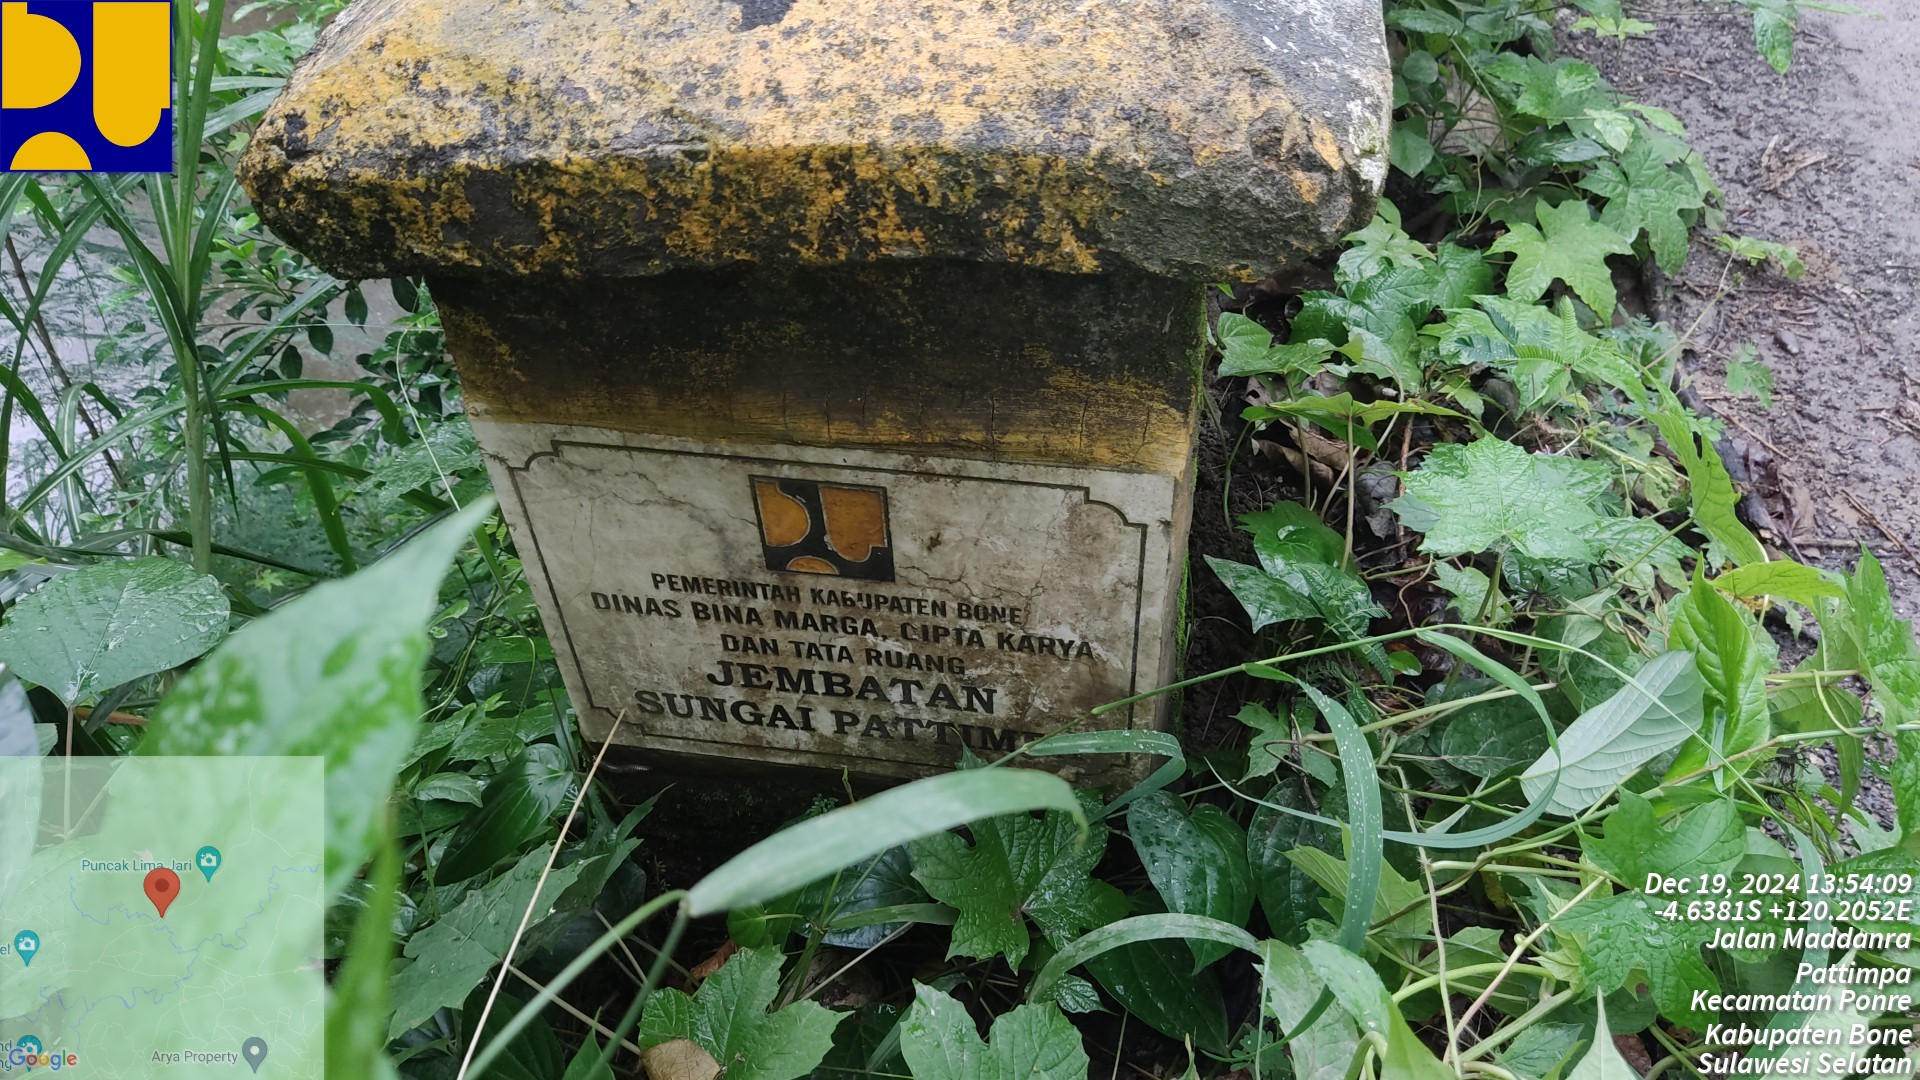 PEMERINTAH KABUPATEN BONE
DINAS BINA MARGA, CIPTA KARYA
DAN TATA RUANG
JEMBATAN
SUNGAI
Puncak Lima Jari
Arya Property
Google
Dec 19, 2024 13:54:09
-4.6381S +120.2052E
Jalan Maddanra
Pattimpa
Kecamatan Ponre
Kabupaten Bone
Sulawesi Selatan